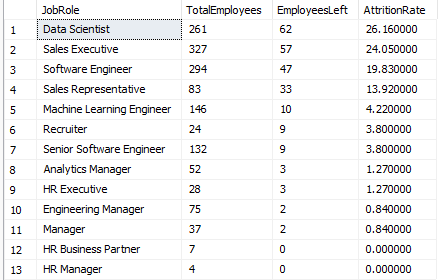 JobRole TotalEmployees EmployeesLeft AttritionRate
1 Data Scientist 261 62 26.160000
2 Sales Executive 327 57 24.050000
3 Software Engineer 294 47 19.830000
4 Sales Representative 83 33 13.920000
5 Machine Learning Engineer 146 10 4.220000
6 Recruiter 24 9 3.800000
7 Senior Software Engineer 132 9 3.800000
8 Analytics Manager 52 3 1.270000
9 HR Executive 28 3 1.270000
10 Engineering Manager 75 2 0.840000
11 Manager 37 2 0.840000
12 HR Business Partner 7 0 0.000000
13 HR Manager 4 0 0.000000